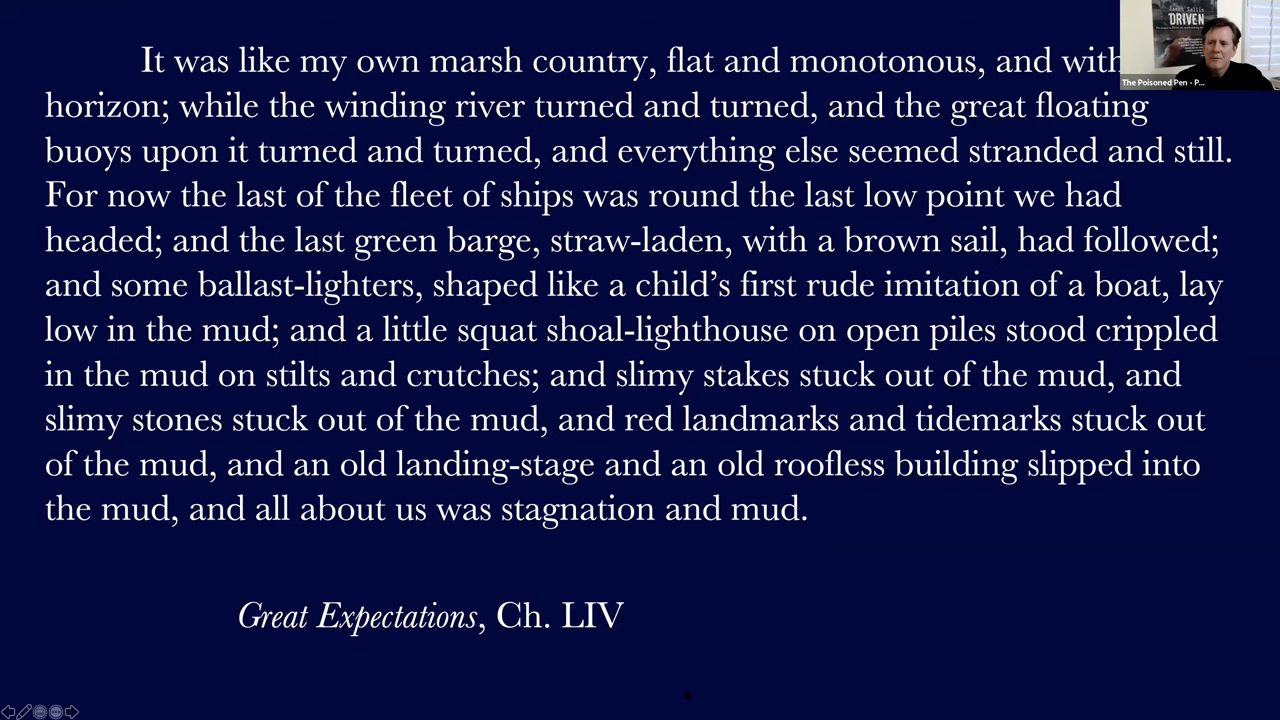 It was like my own marsh country, flat and monotonous, and with
horizon; while the winding river turned and turned, and the great floating
buoys upon it turned and turned, and everything else seemed stranded and still.
For now the last of the fleet of ships was round the last low point we had
headed; and the last green barge, straw-laden, with a brown sail, had followed;
and some ballast-lighters, shaped like a child’s first rude imitation of a boat, lay
low in the mud; and a little squat shoal-lighthouse on open piles stood crippled
in the mud on stilts and crutches; and slimy stakes stuck out of the mud, and
slimy stones stuck out of the mud, and red landmarks and tidemarks stuck out
of the mud, and an old landing-stage and an old roofless building slipped into
the mud, and all about us was stagnation and mud.
Great Expectations, Ch. LIV
DRIVEN
The Poisoned Pen - P...